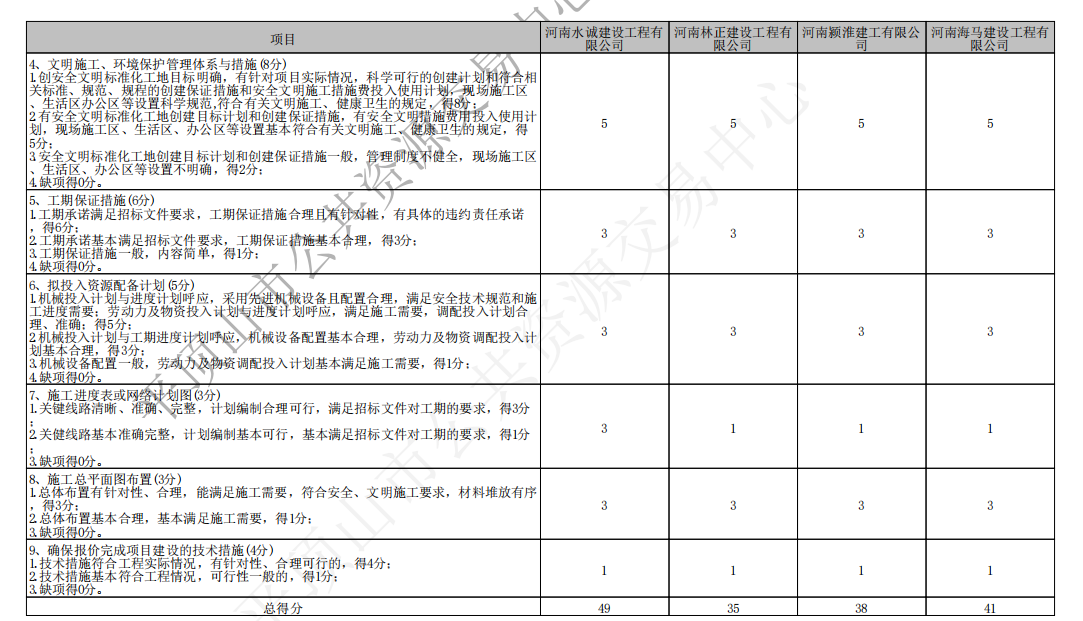 项目
河南水诚建设工程有
限公司
河南林正建设工程有
限公司
河南颍淮建工有限公
司
河南海马建设工程有
限公司
4、文明施工、环境保护管理体系与措施(8分)
1.创安全文明标准化工地目标明确，有针对项目实际情况，科学可行的创建计划和符合相
关标准、规范、规程的创建保证措施和安全文明施工措施费投入使用计划，现场施工区
、生活区办公区等设置科学规范,符合有关文明施工、健康卫生的规定，得8分;
2.有安全文明标准化工地创建目标计划和创建保证措施，有安全文明措施费用投入使用计
划，现场施工区、生活区、办公区等设置基本符合有关文明施工、健康卫生的规定，得
5分;
3.安全文明标准化工地创建目标计划和创建保证措施一般，管理制度不健全，现场施工区
、生活区、办公区等设置不明确，得2分;
4.缺项得0分。
5 5 5 5
5、工期保证措施(6分)
1.工期承诺满足招标文件要求，工期保证措施合理且有针对性，有具体的违约责任承诺
，得6分;
2.工期承诺基本满足招标文件要求，工期保证措施基本合理，得3分;
3.工期保证措施一般，内容简单，得1分;
4.缺项得0分。
3 3 3 3
6、拟投入资源配备计划(5分)
1.机械投入计划与进度计划呼应，采用先进机械设备且配置合理，满足安全技术规范和施
工进度需要；劳动力及物资投入计划与进度计划呼应，满足施工需要，调配投入计划合
理、准确；得5分;
2.机械投入计划与工期进度计划呼应，机械设备配置基本合理，劳动力及物资调配投入计
划基本合理，得3分;
3.机械设备配置一般，劳动力及物资调配投入计划基本满足施工需要，得1分;
4.缺项得0分。
3 3 3 3
7、施工进度表或网络计划图(3分)
1.关键线路清晰、准确、完整，计划编制合理可行，满足招标文件对工期的要求，得3分
;
2.关键线路基本准确完整，计划编制基本可行，基本满足招标文件对工期的要求，得1分
;
3.缺项得0分。
3 1 1 1
8、施工总平面图布置(3分)
1.总体布置有针对性、合理，能满足施工需要，符合安全、文明施工要求，材料堆放有序
，得3分;
2.总体布置基本合理，基本满足施工需要，得1分;
3.缺项得0分。
3 3 3 3
9、确保报价完成项目建设的技术措施(4分)
1.技术措施符合工程实际情况，有针对性、合理可行的，得4分;
2.技术措施基本符合工程情况，可行性一般的，得1分;
3.缺项得0分。
1 1 1 1
总得分 49 35 38 41
平顶山市公共资源交易中心
平顶山市公共资源交易中心